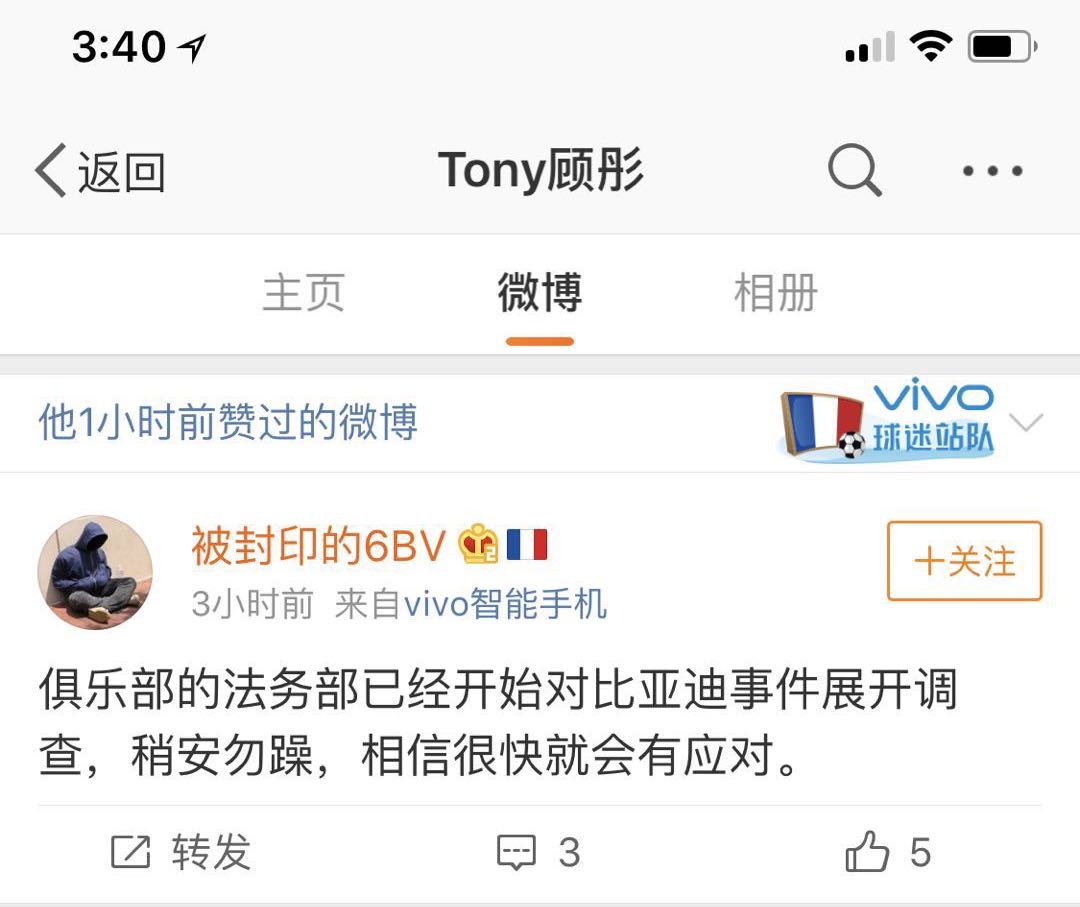 3:40
返回
Tony顾彤
主页
微博
相册
他1小时前赞过的微博
vivo
球迷站队
被封印的6BV
2
+关注
3小时前 来自vivo智能手机
俱乐部的法务部已经开始对比亚迪事件展开调
查，稍安勿躁，相信很快就会有应对。
转发
3
5